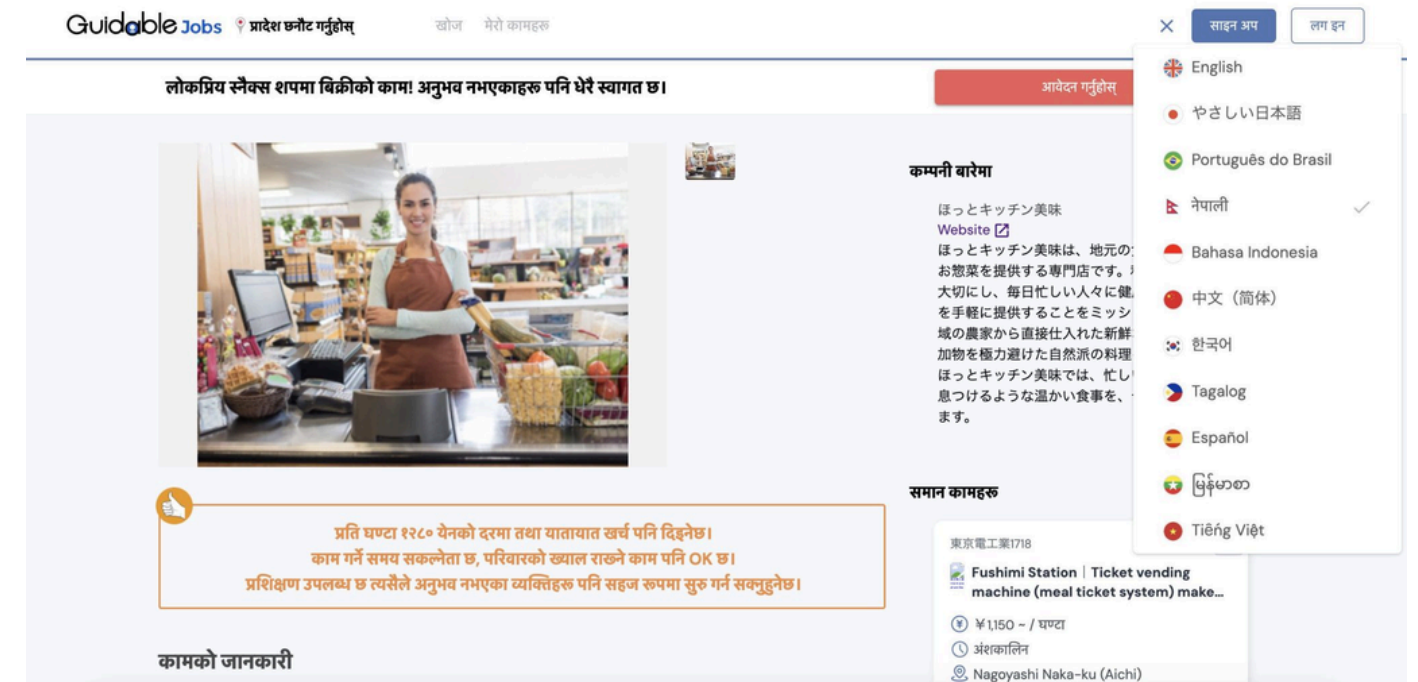 Guidable Jobs प्रादेश छनौट गर्नुहोस् खोज मेरो कामहरू साइन अप लग इन
लोकप्रिय स्नैक्स शपमा बिक्रीको काम! अनुभव नभएकाहरू पनि धेरै स्वागत छ।
आवेदन गर्नुहोस्
English
やさしい日本語
Português do Brasil
नेपाली
Bahasa Indonesia
中文（简体）
한국어
Tagalog
Español
မြန်မာစာ
Tiếng Việt
कम्पनी बारेमा
ほっとキッチン美味
Website
ほっとキッチン美味は、地元の
お惣菜を提供する専門店です。
大切にし、毎日忙しい人々に健
を手軽に提供することをミッシ
域の農家から直接仕入れた新鮮
加物を極力避けた自然派の料理
ほっとキッチン美味では、忙し
息つけるような温かい食事を、
ます。
प्रति घण्टा १२८० येनको दरमा तथा यातायात खर्च पनि दिइनेछ।
काम गर्ने समय सकल्नेता छ, परिवारको ख्याल राख्ने काम पनि OK छ।
प्रशिक्षण उपलब्ध छ त्यसैले अनुभव नभएका व्यक्तिहरू पनि सहज रूपमा सुरु गर्न सक्नुहुनेछ।
कामको जानकारी
समान कामहरू
東京電工業1718
Fushimi Station｜Ticket vending
machine (meal ticket system) make...
¥1,150 ~ / घण्टा
अंशकालिन
Nagoyashi Naka-ku (Aichi)